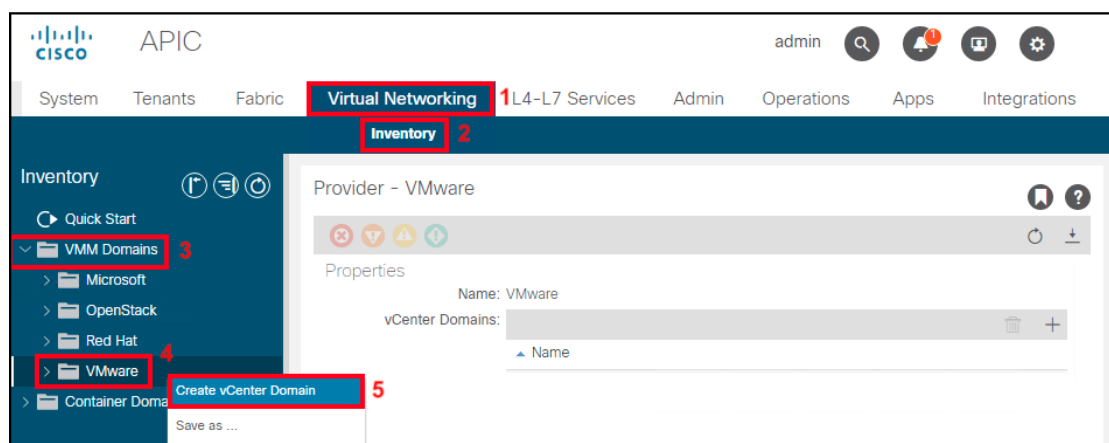 CISCO APIC admin 1
System Tenants Fabric Virtual Networking 1 L4-L7 Services Admin Operations Apps Integrations
Inventory 2
Inventory
Quick Start
VMM Domains 3
Microsoft
OpenStack
Red Hat
VMware 4
Container Doma
Create vCenter Domain 5
Save as ...
Provider - VMware
Properties
Name: VMware
vCenter Domains:
Name